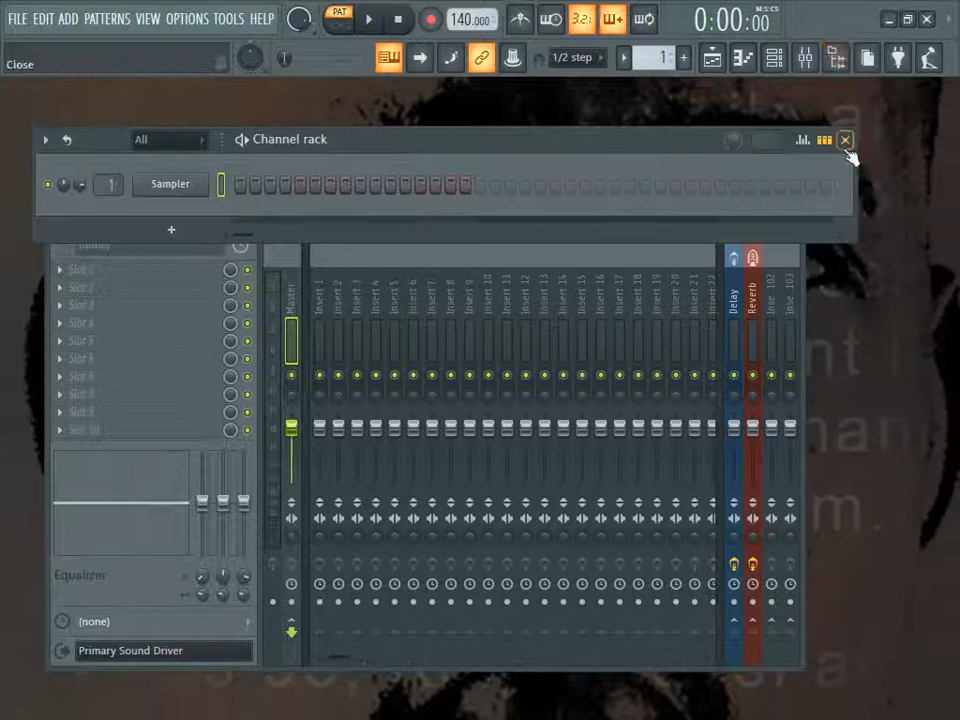 FILE EDIT ADD PATTERNS VIEW OPTIONS TOOLS HELP
PAT
140.000
3.2
0:00:00
M:S:CS
Close
1/2 step
1
All
Channel rack
1
Sampler
+
(none)
Slot 1
Slot 2
Slot 3
Slot 4
Slot 5
Slot 6
Slot 7
Slot 8
Slot 9
Slot 10
Master
Insert 1
Insert 2
Insert 3
Insert 4
Insert 5
Insert 6
Insert 7
Insert 8
Insert 9
Insert 10
Insert 11
Insert 12
Insert 13
Insert 14
Insert 15
Insert 16
Insert 17
Insert 18
Insert 19
Insert 20
Insert 21
Insert 22
Delay
Reverb
Inse 102
Inse 103
Equalizer
(none)
Primary Sound Driver